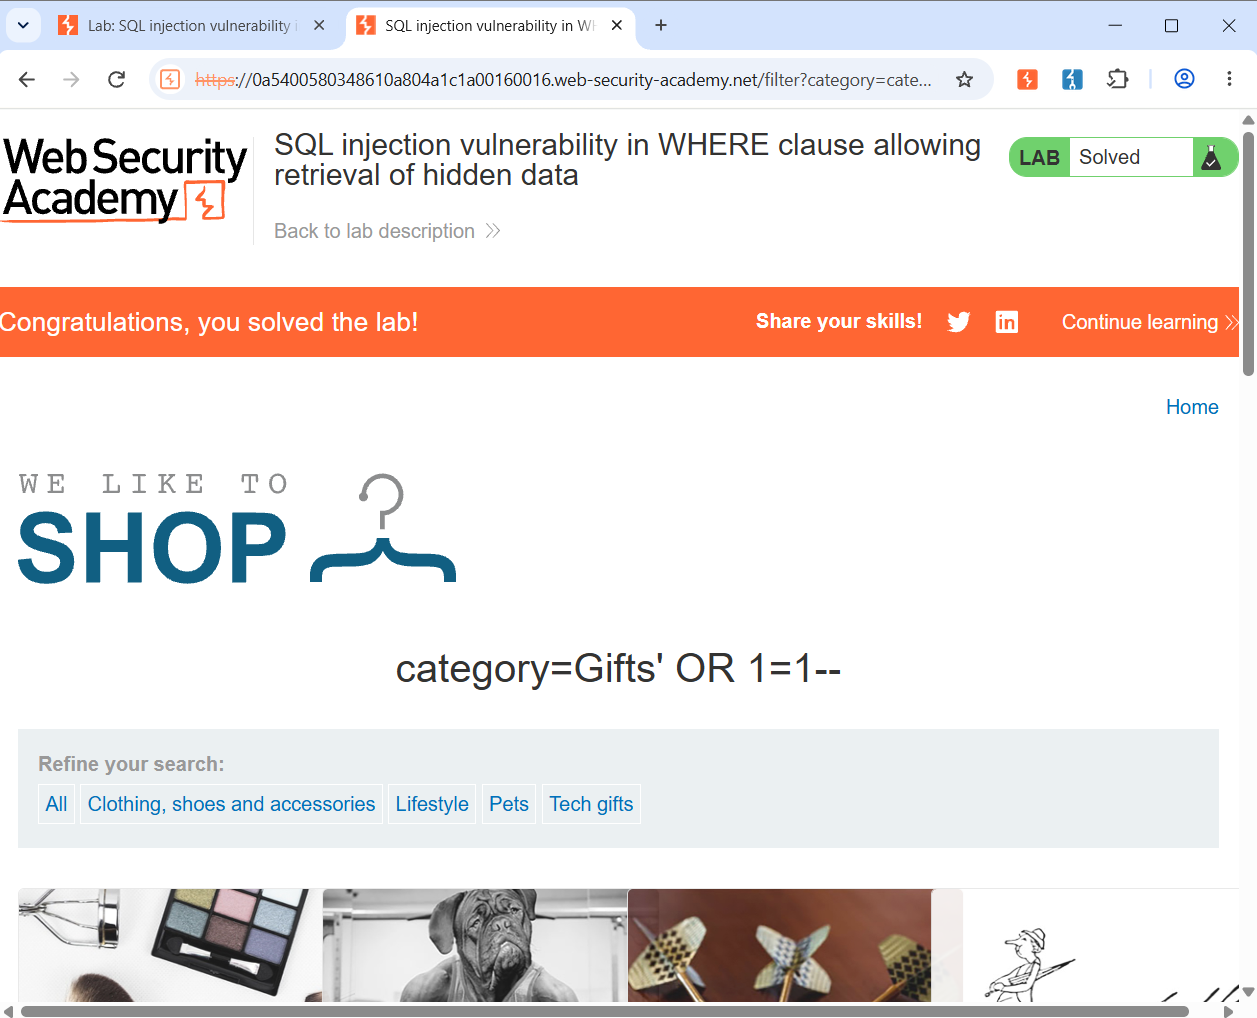 Lab: SQL injection vulnerability i
SQL injection vulnerability in WH
https://0a5400580348610a804a1c1a00160016.web-security-academy.net/filter?category=cate...
Web Security
Academy
SQL injection vulnerability in WHERE clause allowing
retrieval of hidden data
Back to lab description
LAB
Solved
Congratulations, you solved the lab!
Share your skills!
Continue learning
Home
WE LIKE TO
SHOP
category=Gifts' OR 1=1--
Refine your search:
All
Clothing, shoes and accessories
Lifestyle
Pets
Tech gifts